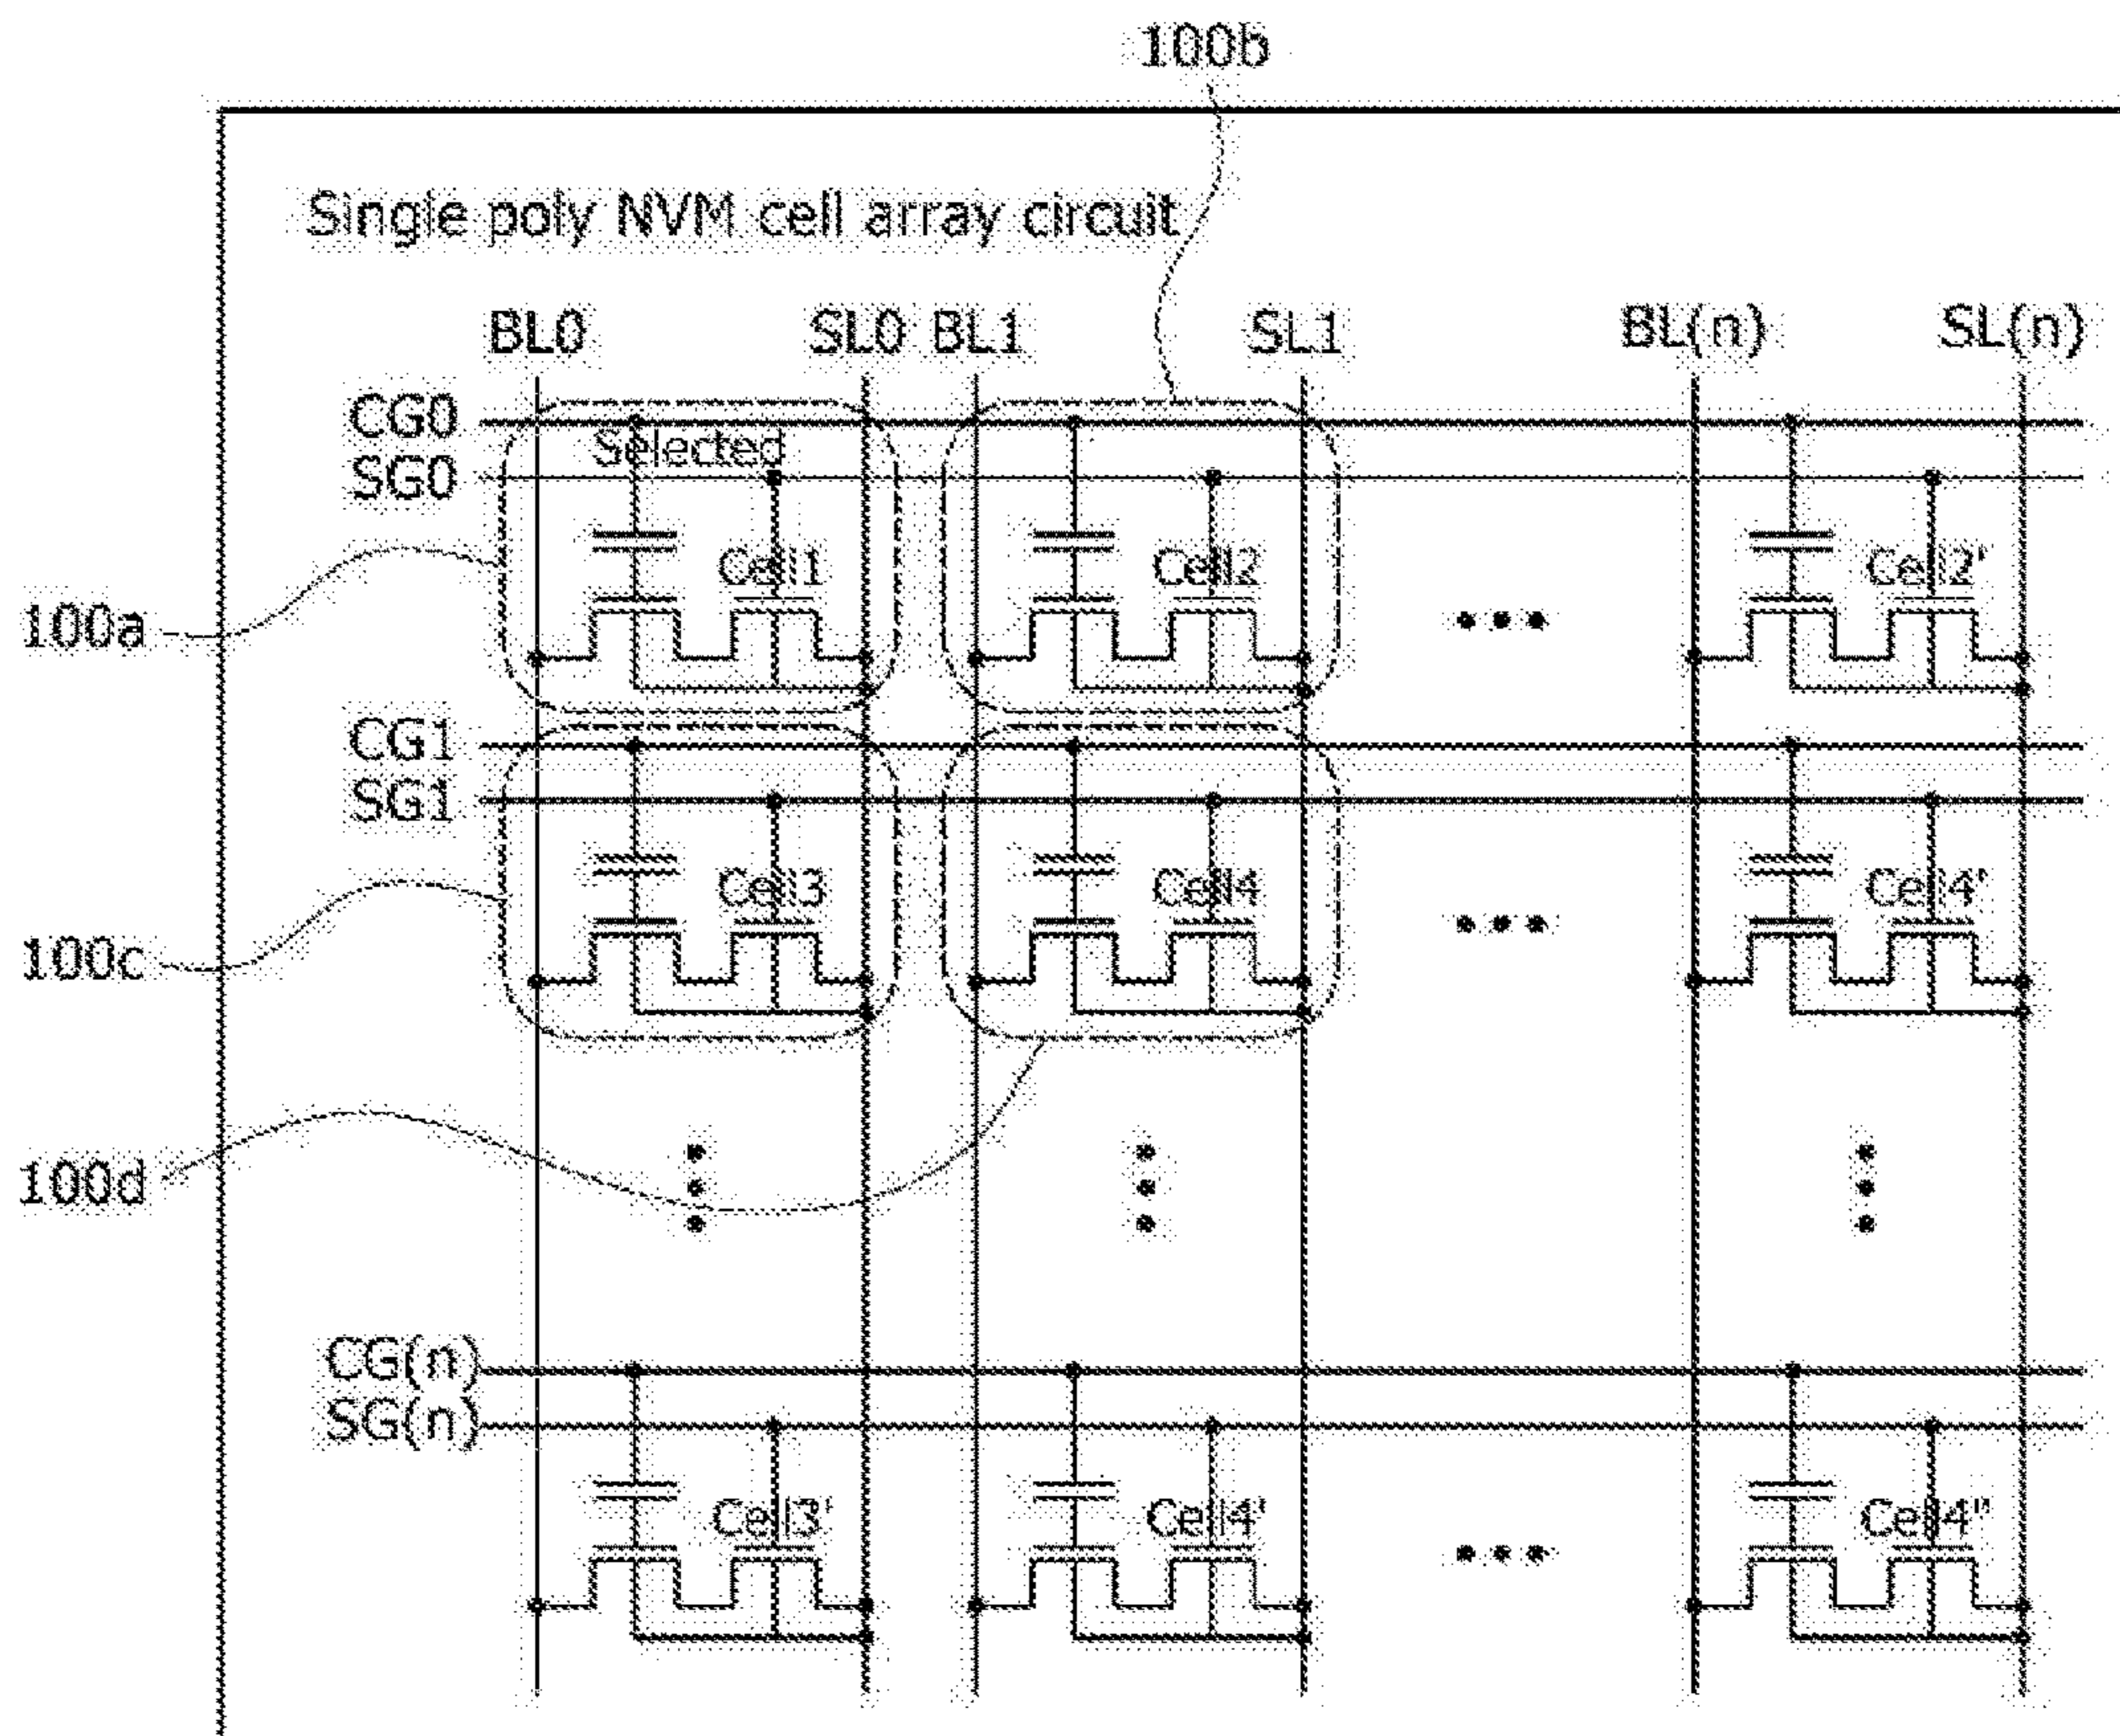 100b
Single poly NVM cell array circuit
BL0 SL0 BL1 SL1 BL(n) SL(n)
CG0
Selected
SG0
Cell1 Cell2 Cell2'
100a
CG1
SG1
Cell3 Cell4 Cell4'
100c
100d
CG(n)
SG(n)
Cell3' Cell4' Cell4"